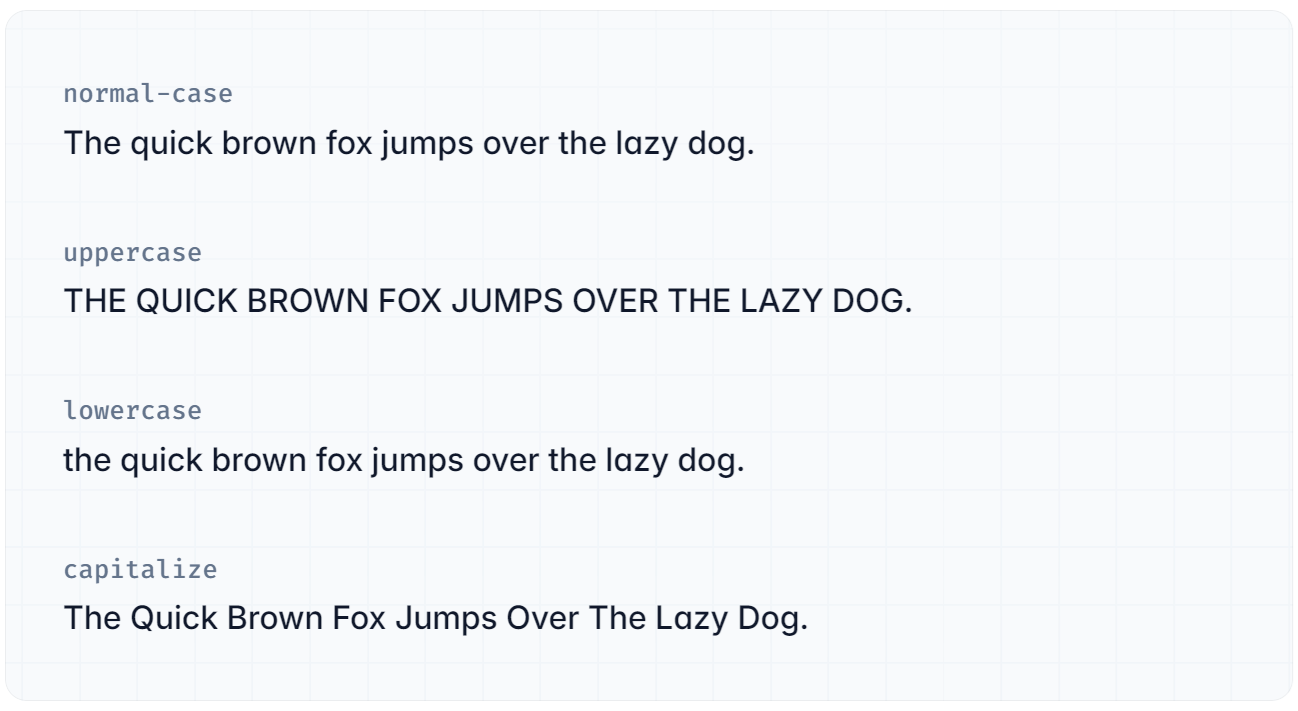 normal-case
The quick brown fox jumps over the lazy dog.
uppercase
THE QUICK BROWN FOX JUMPS OVER THE LAZY DOG.
lowercase
the quick brown fox jumps over the lazy dog.
capitalize
The Quick Brown Fox Jumps Over The Lazy Dog.